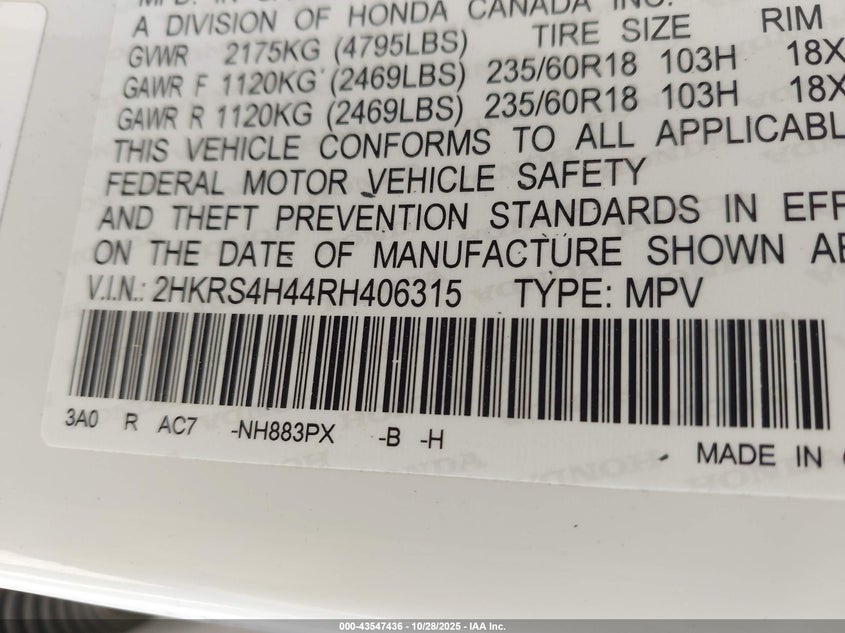 A DIVISION OF HONDA CANADA INC.
GVWR 2175KG (4795LBS) TIRE SIZE RIM
GAWR F 1120KG (2469LBS) 235/60R18 103H 18X
GAWR R 1120KG (2469LBS) 235/60R18 103H 18X
THIS VEHICLE CONFORMS TO ALL APPLICABL
FEDERAL MOTOR VEHICLE SAFETY
AND THEFT PREVENTION STANDARDS IN EFF
ON THE DATE OF MANUFACTURE SHOWN AB
V.I.N.: 2HKRS4H44RH406315 TYPE: MPV
3A0 R AC7 -NH883PX -B -H
MADE IN
000-43547436 | 10/28/2025 - IAA Inc.